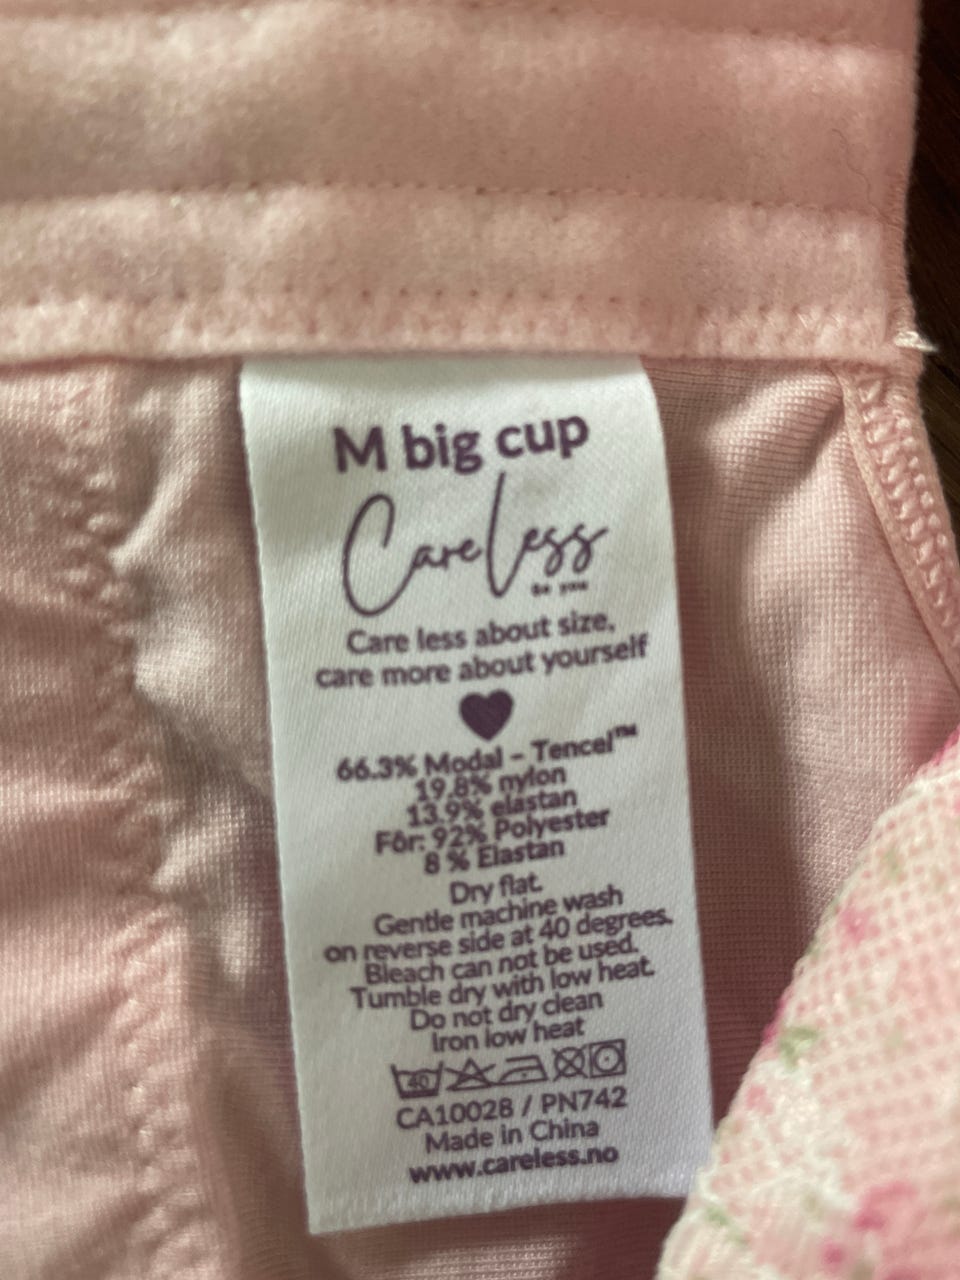 M big cup
CareLess
Be you
Care less about size,
care more about yourself
66.3% Modal – Tencel™
19.8% nylon
13.9% elastan
Fôr: 92% Polyester
8 % Elastan
Dry flat.
Gentle machine wash
on reverse side at 40 degrees.
Bleach can not be used.
Tumble dry with low heat.
Do not dry clean
Iron low heat
40
CA10028 / PN742
Made in China
www.careless.no